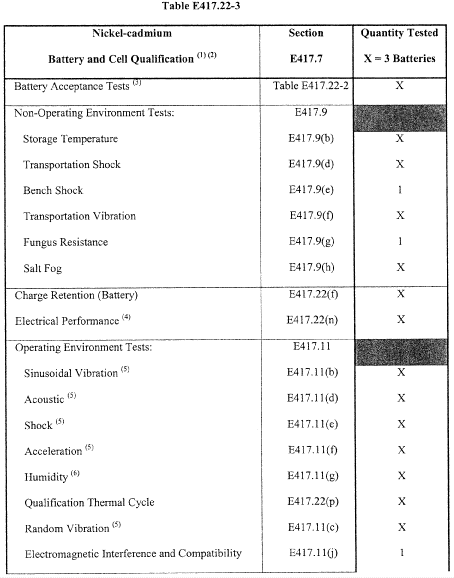 Table E417.22-3
Nickel-cadmium Section Quantity Tested
Battery and Cell Qualification (1) (2) E417.7 X = 3 Batteries
Battery Acceptance Tests (3) Table E417.22-2 X
Non-Operating Environment Tests: E417.9
Storage Temperature E417.9(b) X
Transportation Shock E417.9(d) X
Bench Shock E417.9(e) 1
Transportation Vibration E417.9(f) X
Fungus Resistance E417.9(g) 1
Salt Fog E417.9(h) X
Charge Retention (Battery) E417.22(f) X
Electrical Performance (4) E417.22(n) X
Operating Environment Tests: E417.11
Sinusoidal Vibration (5) E417.11(b) X
Acoustic (5) E417.11(d) X
Shock (5) E417.11(e) X
Acceleration (5) E417.11(f) X
Humidity (6) E417.11(g) X
Qualification Thermal Cycle E417.22(p) X
Random Vibration (5) E417.11(c) X
Electromagnetic Interference and Compatibility E417.11(j) 1